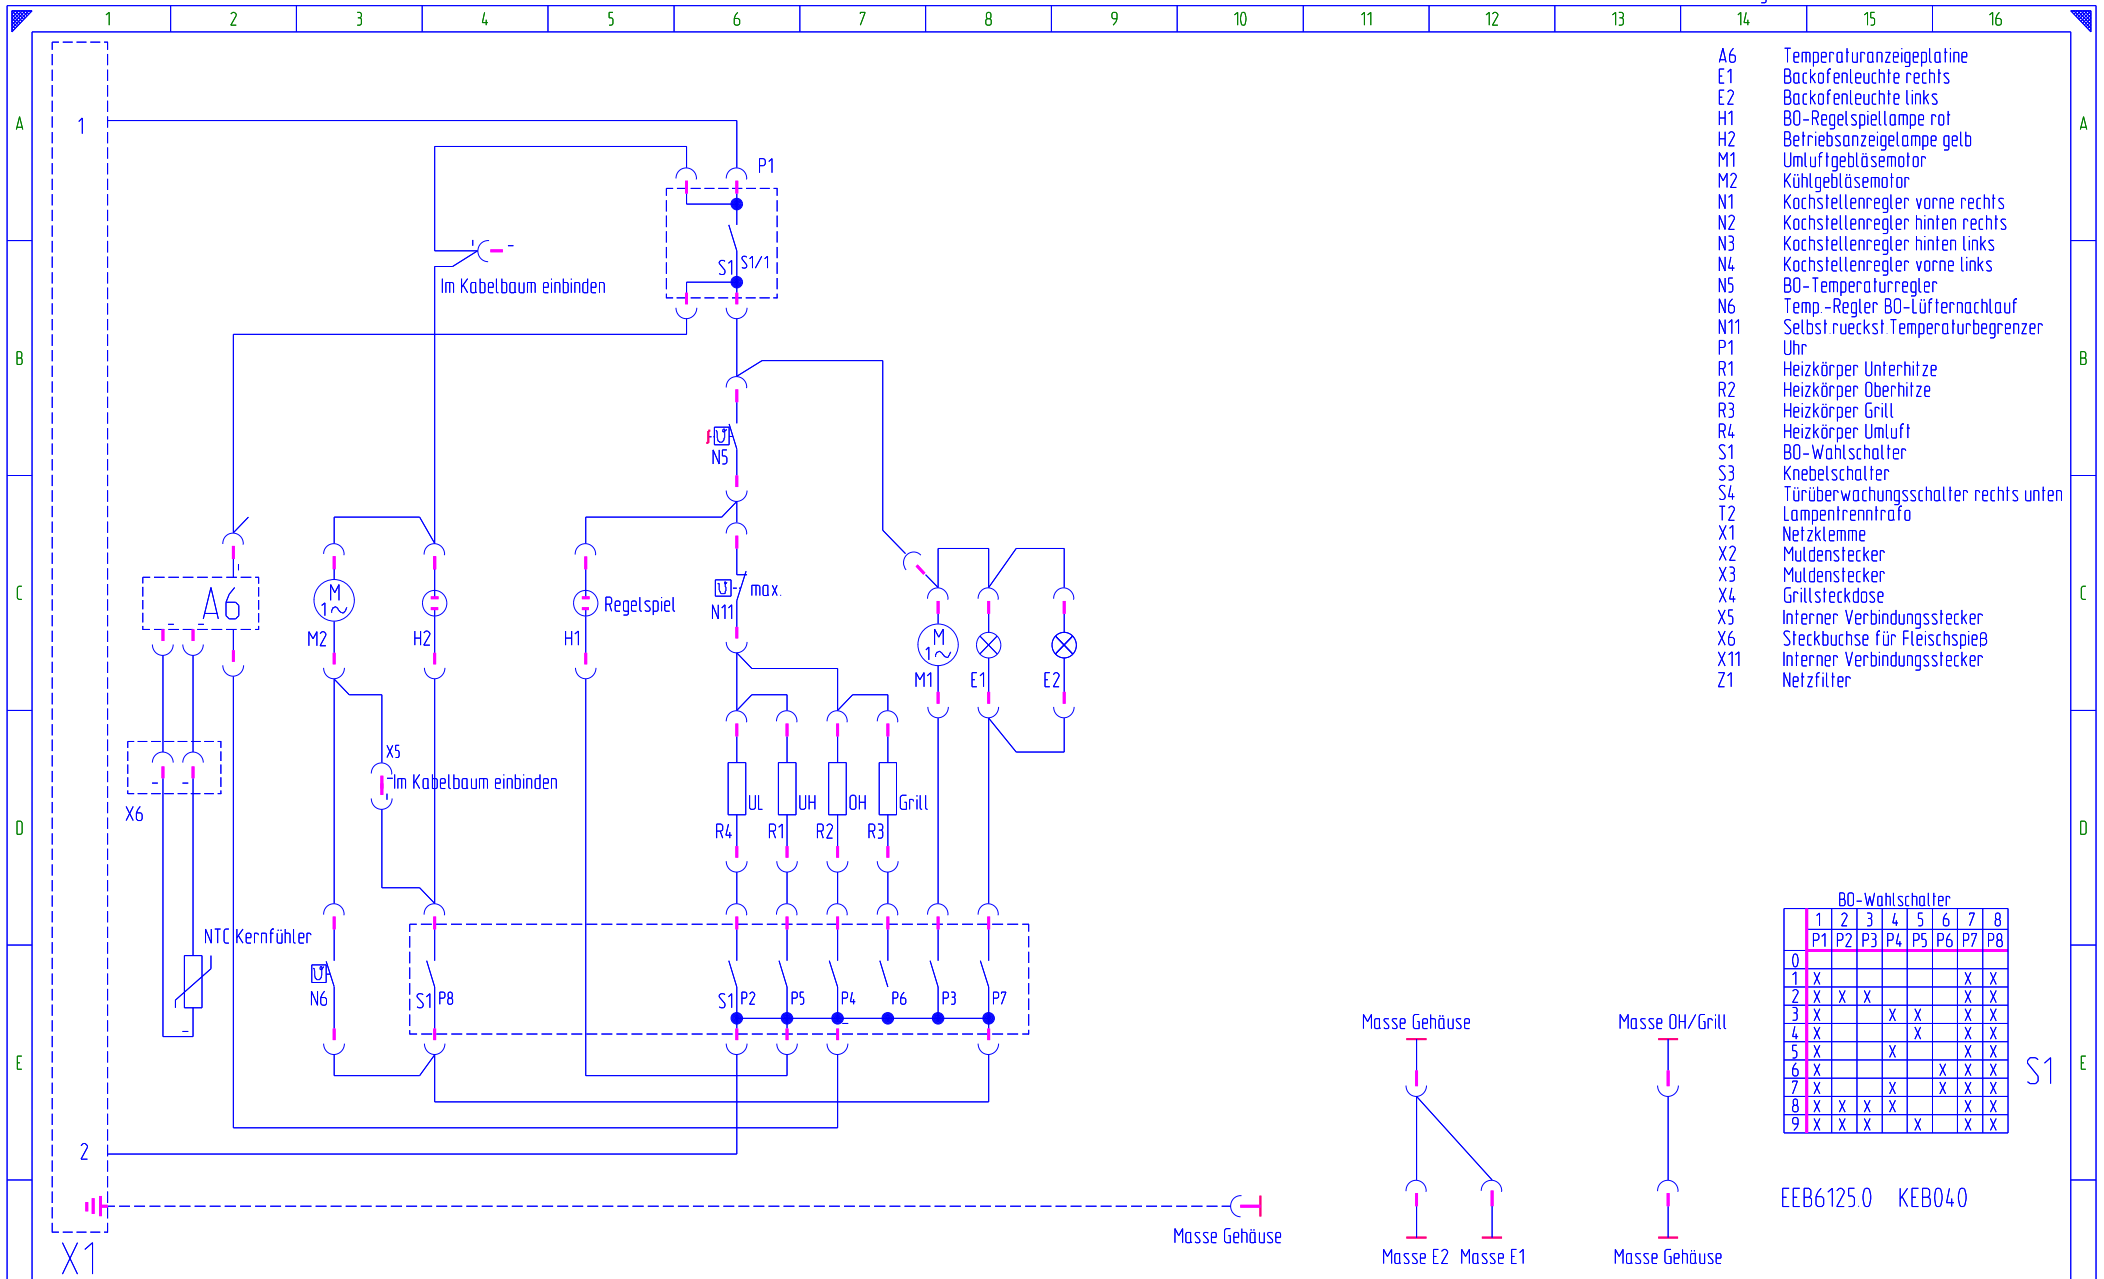 1 2 3 4 5 6 7 8 9 10 11 12 13 14 15 16
A A
B B
C C
D D
E E
1
P1
S1 S1/1
Im Kabelbaum einbinden
N5
A6
M 1~
M2
H2
H1
Regelspiel
max.
N11
M 1~
M1
E1
E2
X5
Im Kabelbaum einbinden
X6
UL UH OH Grill
R4 R1 R2 R3
NTC Kernfühler
N6
S1 P8
S1 P2 P5 P4 P6 P3 P7
2
X1
Masse Gehäuse
Masse Gehäuse
Masse E2 Masse E1
Masse OH/Grill
Masse Gehäuse
A6 Temperaturanzeigeplatine
E1 Backofenleuchte rechts
E2 Backofenleuchte links
H1 BO-Regelspiellampe rot
H2 Betriebsanzeigelampe gelb
M1 Umluftgebläsemotor
M2 Kühlgebläsemotor
N1 Kochstellenregler vorne rechts
N2 Kochstellenregler hinten rechts
N3 Kochstellenregler hinten links
N4 Kochstellenregler vorne links
N5 BO-Temperaturregler
N6 Temp.-Regler BO-Lüfternachlauf
N11 Selbst.rueckst.Temperaturbegrenzer
P1 Uhr
R1 Heizkörper Unterhitze
R2 Heizkörper Oberhitze
R3 Heizkörper Grill
R4 Heizkörper Umluft
S1 BO-Wahlschalter
S3 Knebelschalter
S4 Türüberwachungsschalter rechts unten
T2 Lampentrenntrafo
X1 Netzklemme
X2 Muldenstecker
X3 Muldenstecker
X4 Grillsteckdose
X5 Interner Verbindungsstecker
X6 Steckbuchse für Fleischspieß
X11 Interner Verbindungsstecker
Z1 Netzfilter
BO-Wahlschalter
1 2 3 4 5 6 7 8
P1 P2 P3 P4 P5 P6 P7 P8
0
1 X X X
2 X X X X X
3 X X X X X
4 X X X X
5 X X X X
6 X X X X
7 X X X X X
8 X X X X X X
9 X X X X X X
S1
EEB6125.0 KEB040